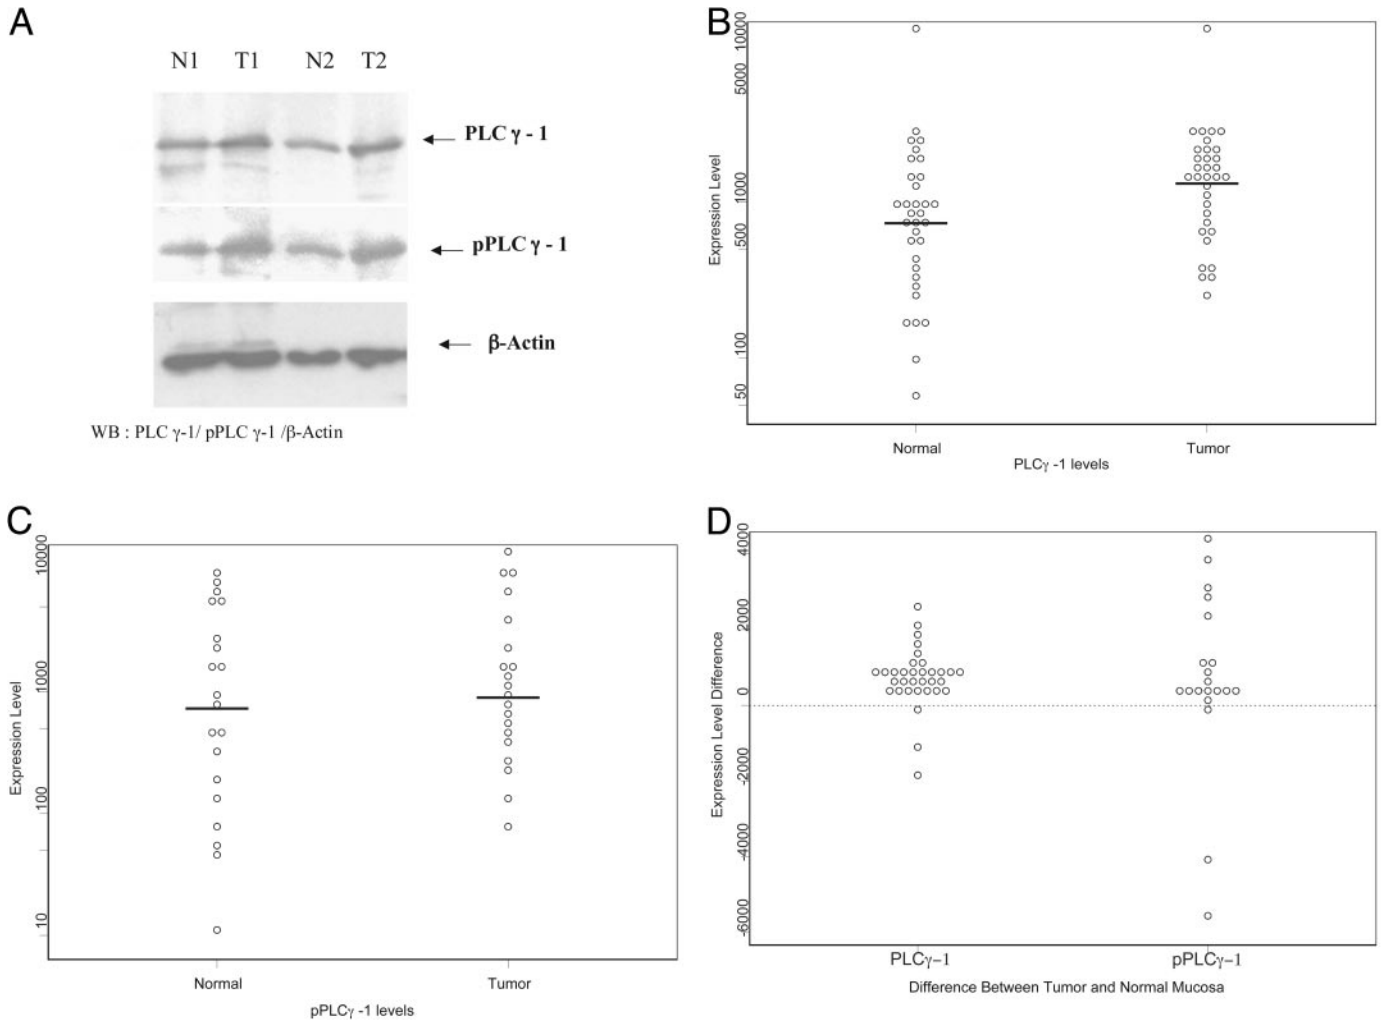 A
N1 T1 N2 T2
PLC γ - 1
pPLC γ - 1
β-Actin
WB : PLC γ-1/ pPLC γ-1 /β-Actin
B
Expression Level
10000
5000
1000
500
100
50
Normal Tumor
PLCγ -1 levels
C
Expression Level
10000
1000
100
10
Normal Tumor
pPLCγ -1 levels
D
Expression Level Difference
4000
2000
0
-2000
-4000
-6000
PLCγ−1 pPLCγ−1
Difference Between Tumor and Normal Mucosa